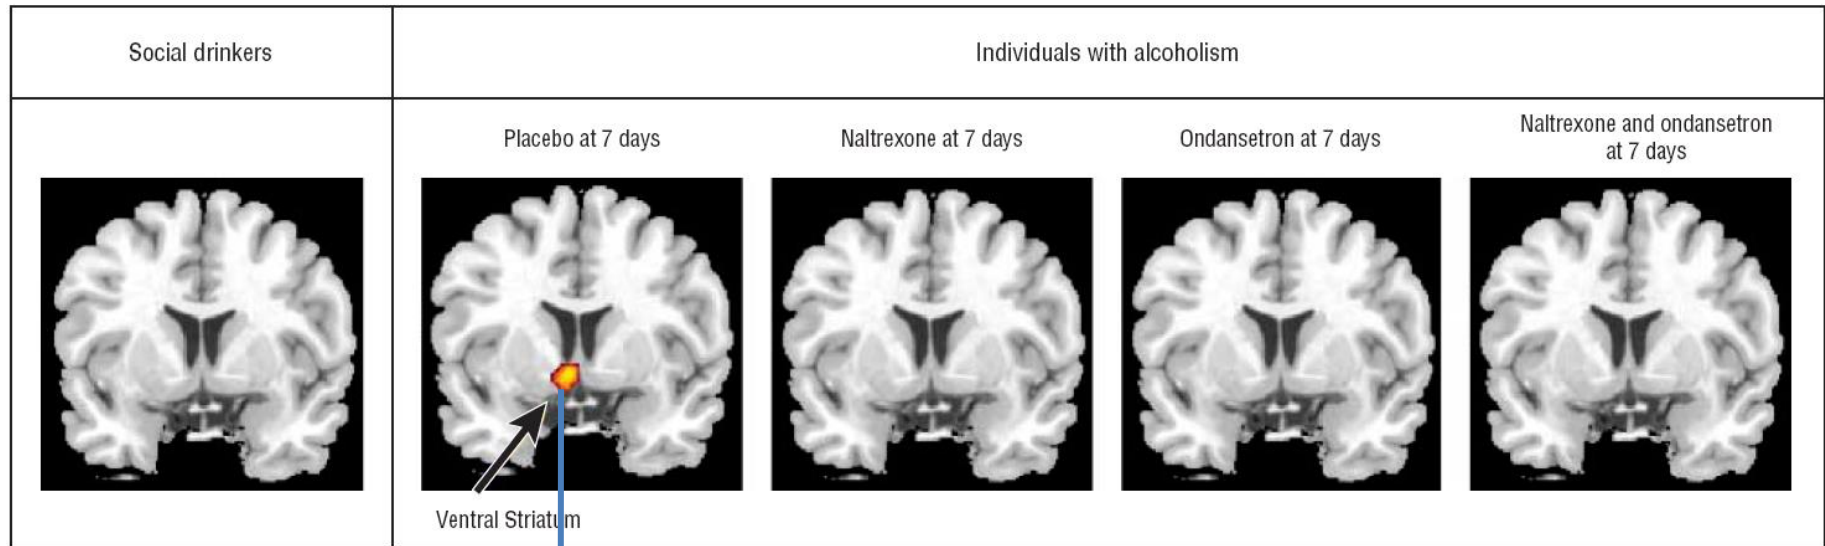 Social drinkers
Individuals with alcoholism
Placebo at 7 days
Naltrexone at 7 days
Ondansetron at 7 days
Naltrexone and ondansetron
at 7 days
Ventral Striatum